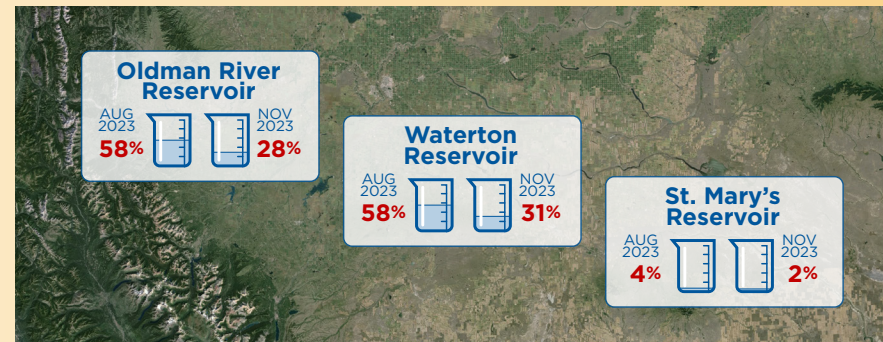 Oldman River
Reservoir
AUG
2023
58%
NOV
2023
28%
Waterton
Reservoir
AUG
2023
58%
NOV
2023
31%
St. Mary's
Reservoir
AUG
2023
4%
NOV
2023
2%